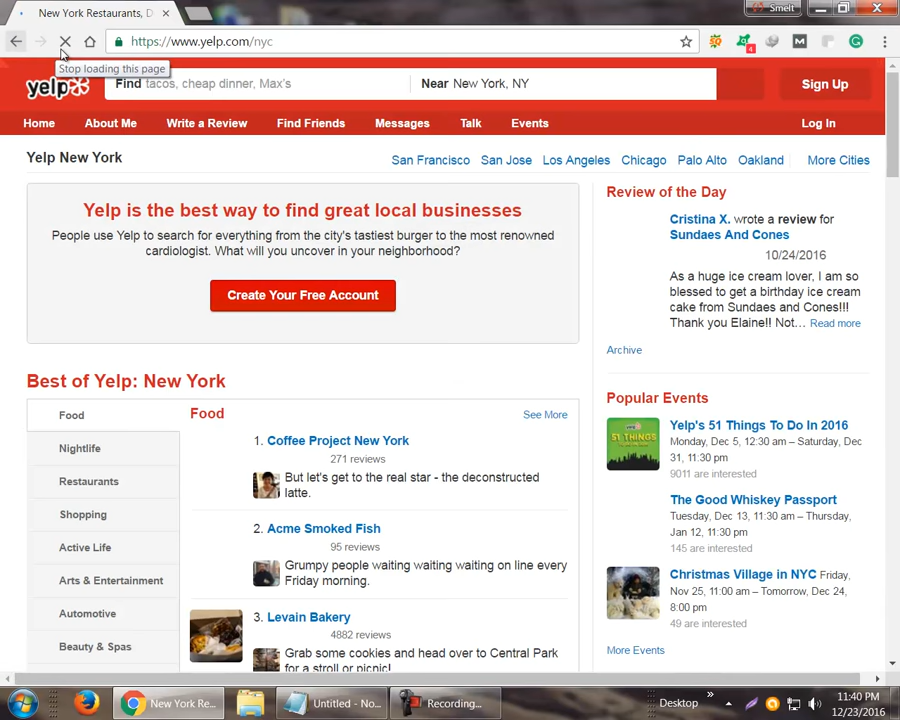 New York Restaurants, D
Smelt
https://www.yelp.com/nyc
4
Stop loading this page
yelp
Find tacos, cheap dinner, Max's
Near New York, NY
Sign Up
Home
About Me
Write a Review
Find Friends
Messages
Talk
Events
Log In
Yelp New York
San Francisco
San Jose
Los Angeles
Chicago
Palo Alto
Oakland
More Cities
Yelp is the best way to find great local businesses
People use Yelp to search for everything from the city's tastiest burger to the most renowned
cardiologist. What will you uncover in your neighborhood?
Create Your Free Account
Review of the Day
Cristina X. wrote a review for
Sundaes And Cones
10/24/2016
As a huge ice cream lover, I am so
blessed to get a birthday ice cream
cake from Sundaes and Cones!!!
Thank you Elaine!! Not... Read more
Archive
Best of Yelp: New York
Food
Nightlife
Restaurants
Shopping
Active Life
Arts & Entertainment
Automotive
Beauty & Spas
Food
See More
1. Coffee Project New York
271 reviews
But let's get to the real star - the deconstructed
latte.
2. Acme Smoked Fish
95 reviews
Grumpy people waiting waiting waiting on line every
Friday morning.
3. Levain Bakery
4882 reviews
Grab some cookies and head over to Central Park
for a stroll or picnic!
Popular Events
51 THINGS
Yelp's 51 Things To Do In 2016
Monday, Dec 5, 12:30 am – Saturday, Dec
31, 11:30 pm
9011 are interested
The Good Whiskey Passport
Tuesday, Dec 13, 11:30 am – Thursday,
Jan 12, 11:30 pm
145 are interested
Christmas Village in NYC Friday,
Nov 25, 11:00 am – Tomorrow, Dec 24,
8:00 pm
49 are interested
More Events
New York Re...
Untitled - No...
Recording...
Desktop
11:40 PM
12/23/2016